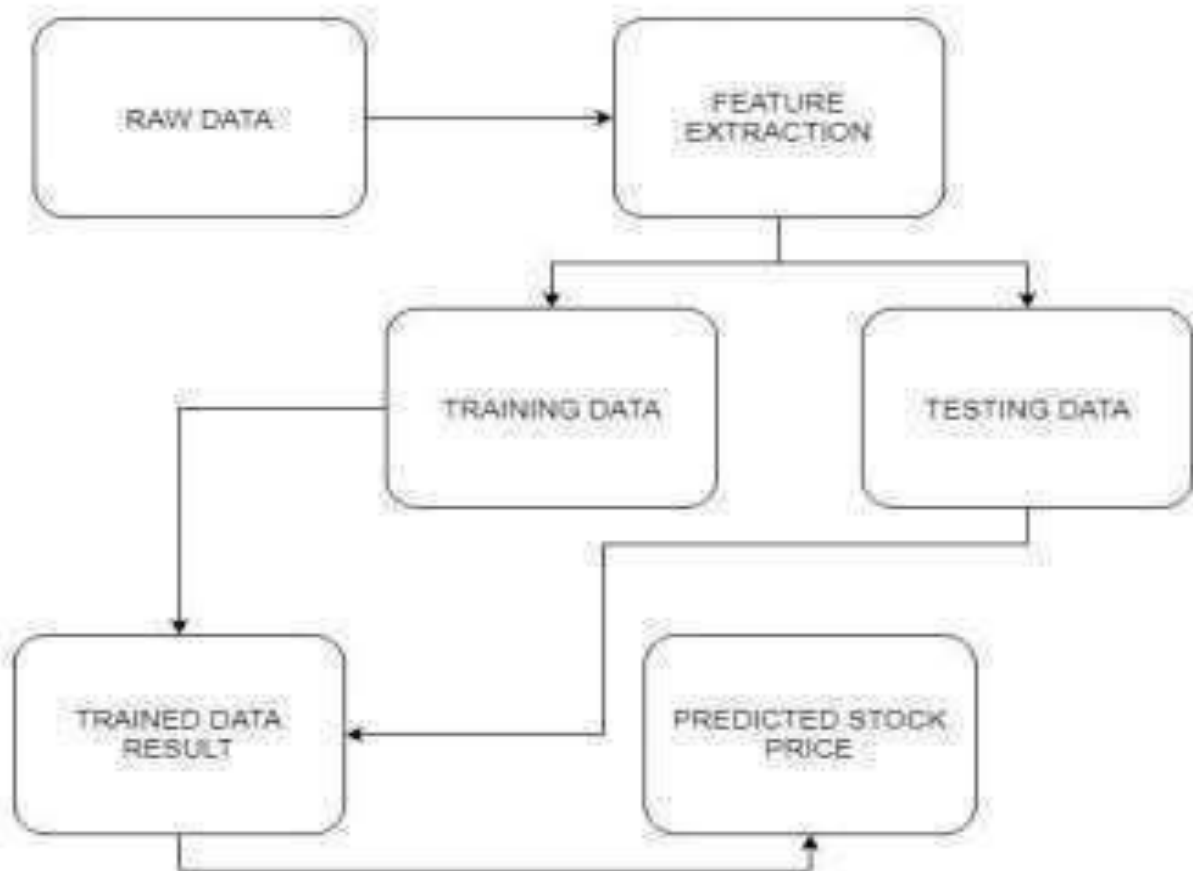 RAW DATA
FEATURE
EXTRACTION
TRAINING DATA
TESTING DATA
TRAINED DATA
RESULT
PREDICTED STOCK
PRICE